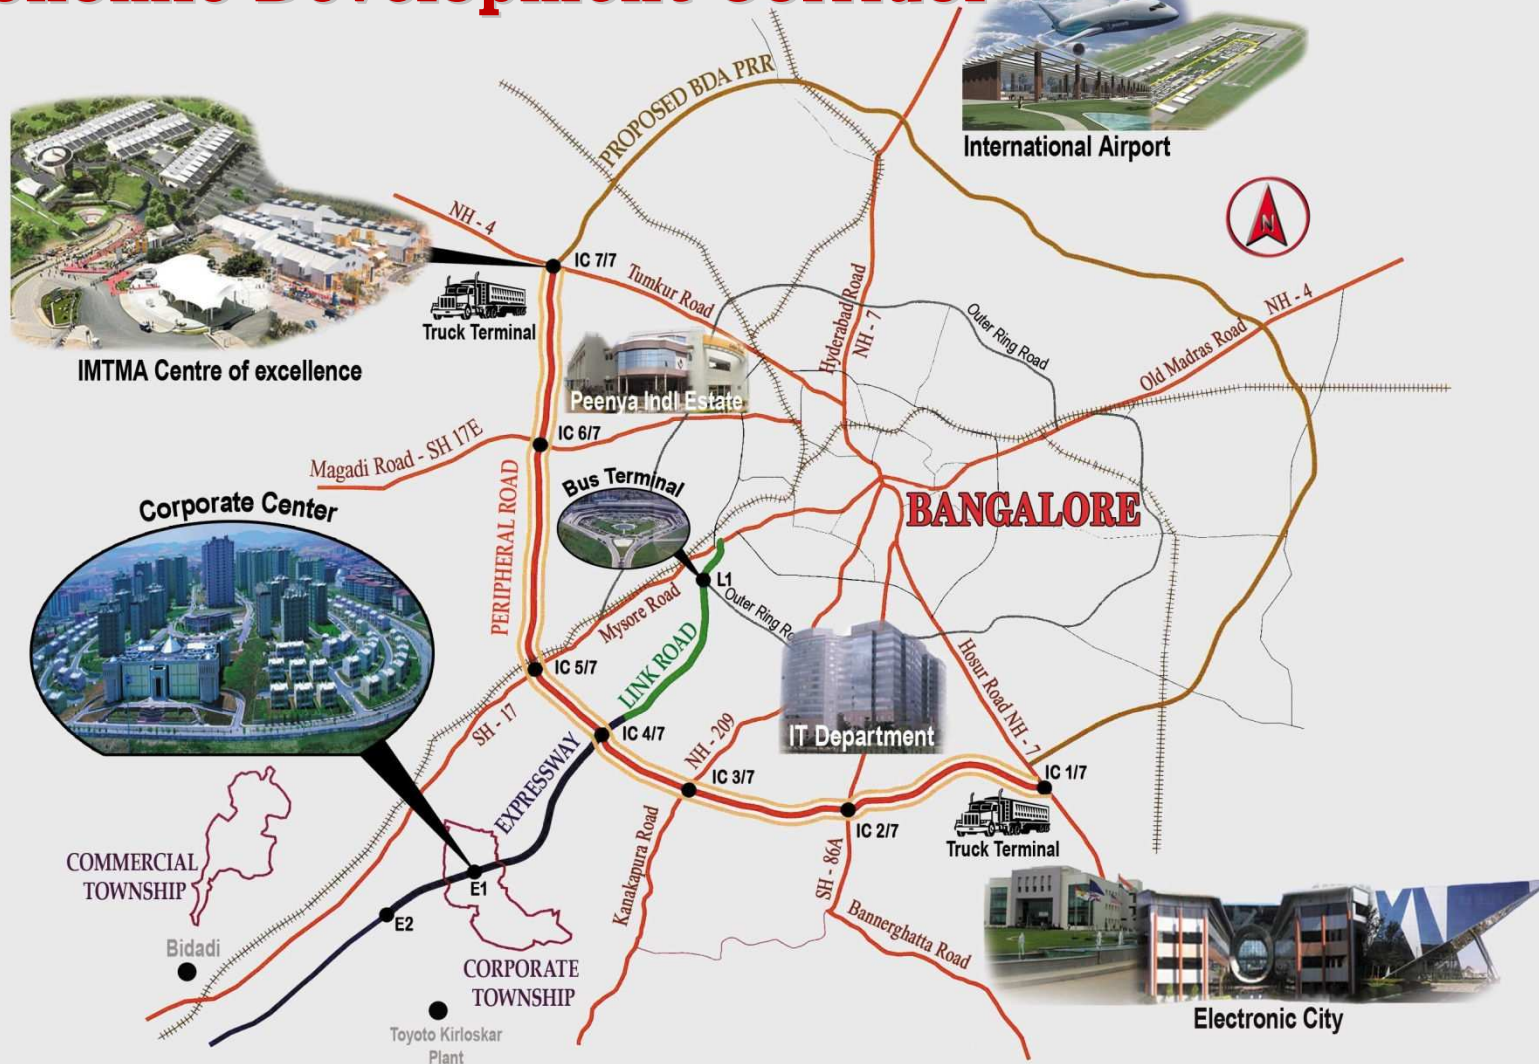 Development Corridor
PROPOSED BDA PRR
International Airport
N
NH - 4
IC 7/7
Tumkur Road
Truck Terminal
Hyderabad Road
NH - 7
Outer Ring Road
NH - 4
Old Madras Road
IMTMA Centre of excellence
Peenya Indl Estate
IC 6/7
Magadi Road - SH 17E
PERIPHERAL ROAD
Bus Terminal
Corporate Center
BANGALORE
L1
Outer Ring
Mysore Road
IC 5/7
LINK ROAD
Hosur Road NH - 7
SH - 17
IC 4/7
NH - 209
IT Department
EXPRESSWAY
IC 3/7
IC 1/7
IC 2/7
Truck Terminal
Kanakapura Road
SH - 86A
COMMERCIAL
TOWNSHIP
E1
E2
Bannerghatta Road
Bidadi
CORPORATE
TOWNSHIP
Toyoto Kirloskar
Plant
Electronic City